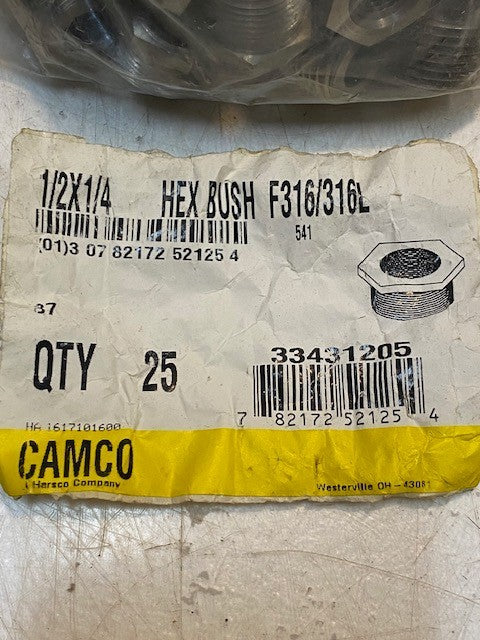 1/2X1/4 HEX BUSH F316/316L
541
(01)3 07 82172 52125 4
87
QTY 25
33431205
7 82172 52125 4
HA 1617101600
CAMCO
A Harsco Company
Westerville OH-43081